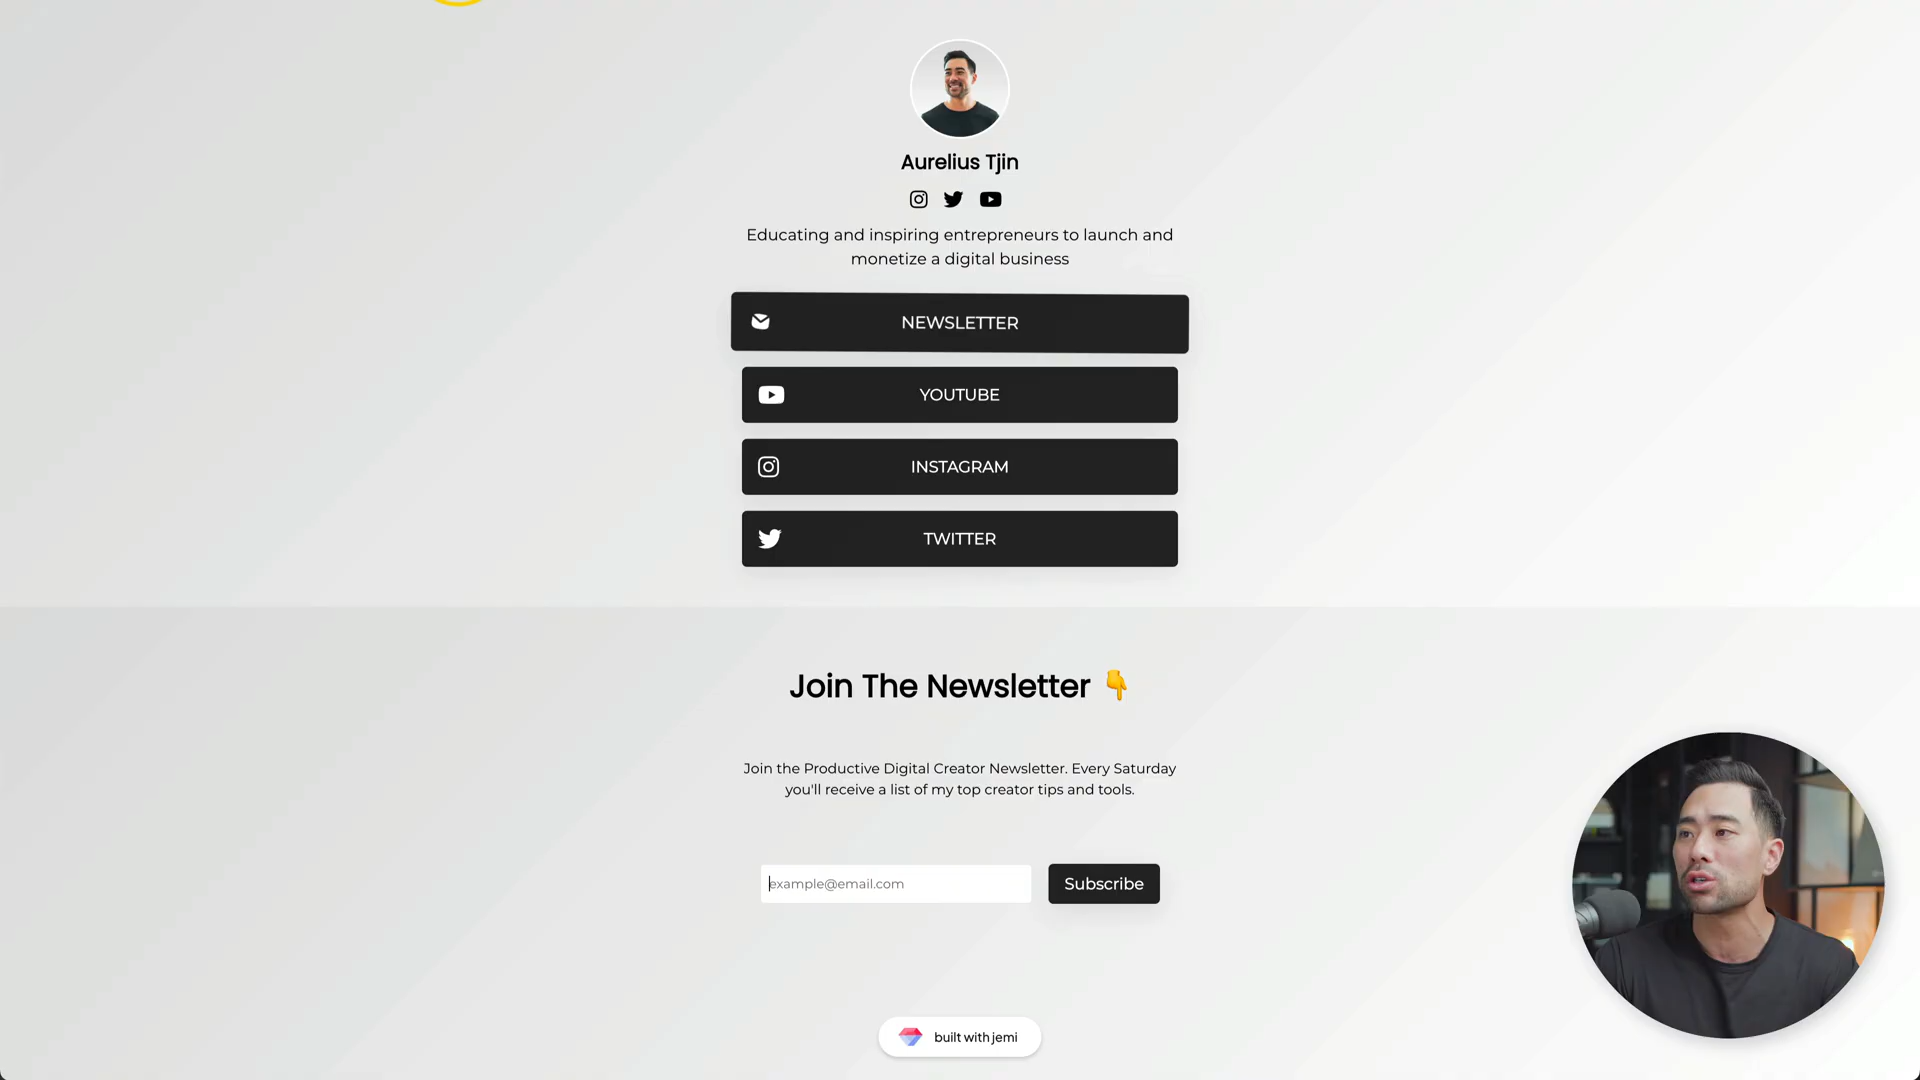 Aurelius Tjin
Educating and inspiring entrepreneurs to launch and
monetize a digital business
NEWSLETTER
YOUTUBE
INSTAGRAM
TWITTER
Join The Newsletter 👇
Join the Productive Digital Creator Newsletter. Every Saturday
you'll receive a list of my top creator tips and tools.
example@email.com
Subscribe
built with jemi